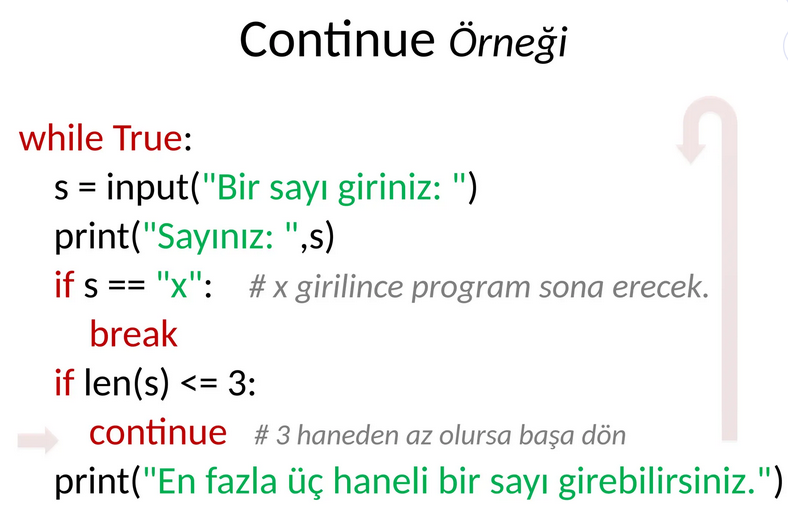 Continue Örneği
while True:
s = input("Bir sayı giriniz: ")
print("Sayınız: ",s)
if s == "x": # x girilince program sona erecek.
break
if len(s) <= 3:
continue # 3 haneden az olursa başa dön
print("En fazla üç haneli bir sayı girebilirsiniz.")